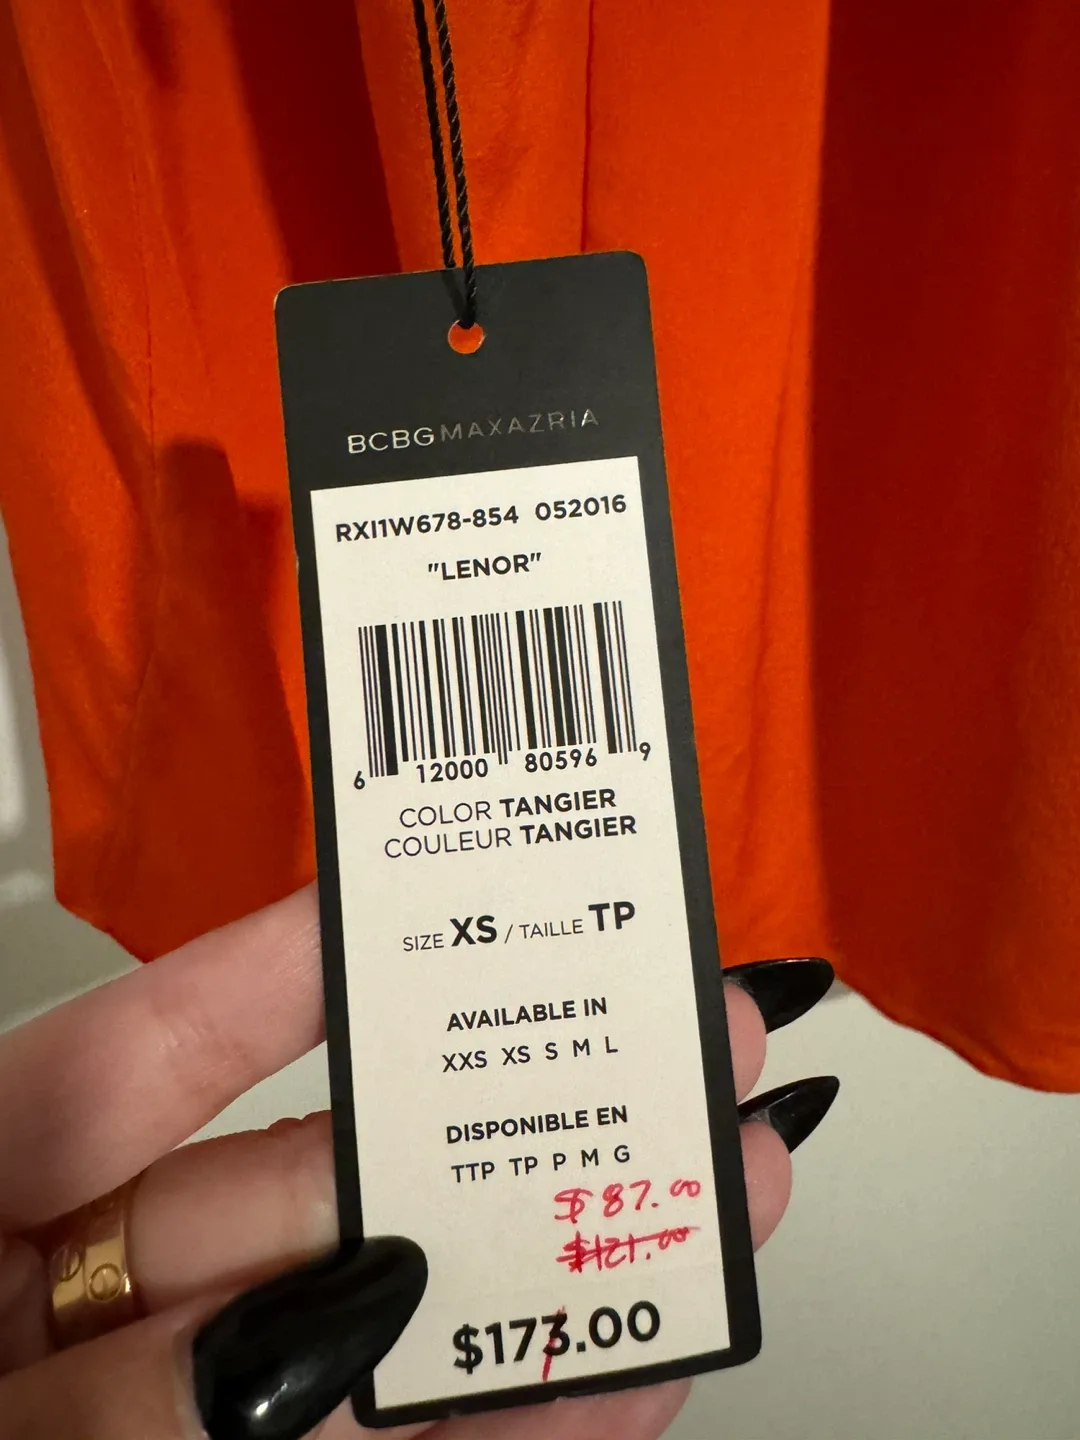 BCBGMAXAZRIA
RXI1W678-854 052016
"LENOR"
6 12000 80596 9
COLOR TANGIER
COULEUR TANGIER
SIZE XS / TAILLE TP
AVAILABLE IN
XXS XS S M L
DISPONIBLE EN
TTP TP P M G
$87.00
$121.00
$173.00